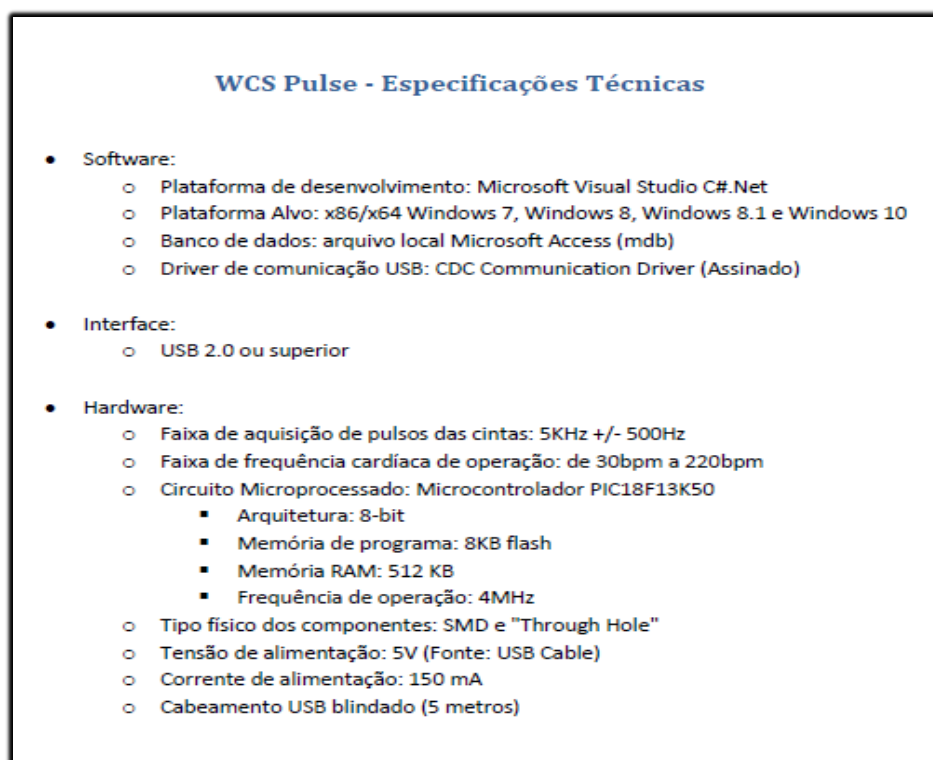 WCS Pulse - Especificações Técnicas
• Software:
o Plataforma de desenvolvimento: Microsoft Visual Studio C#.Net
o Plataforma Alvo: x86/x64 Windows 7, Windows 8, Windows 8.1 e Windows 10
o Banco de dados: arquivo local Microsoft Access (mdb)
o Driver de comunicação USB: CDC Communication Driver (Assinado)
• Interface:
o USB 2.0 ou superior
• Hardware:
o Faixa de aquisição de pulsos das cintas: 5KHz +/- 500Hz
o Faixa de frequência cardíaca de operação: de 30bpm a 220bpm
o Circuito Microprocessado: Microcontrolador PIC18F13K50
▪ Arquitetura: 8-bit
▪ Memória de programa: 8KB flash
▪ Memória RAM: 512 KB
▪ Frequência de operação: 4MHz
o Tipo físico dos componentes: SMD e "Through Hole"
o Tensão de alimentação: 5V (Fonte: USB Cable)
o Corrente de alimentação: 150 mA
o Cabeamento USB blindado (5 metros)